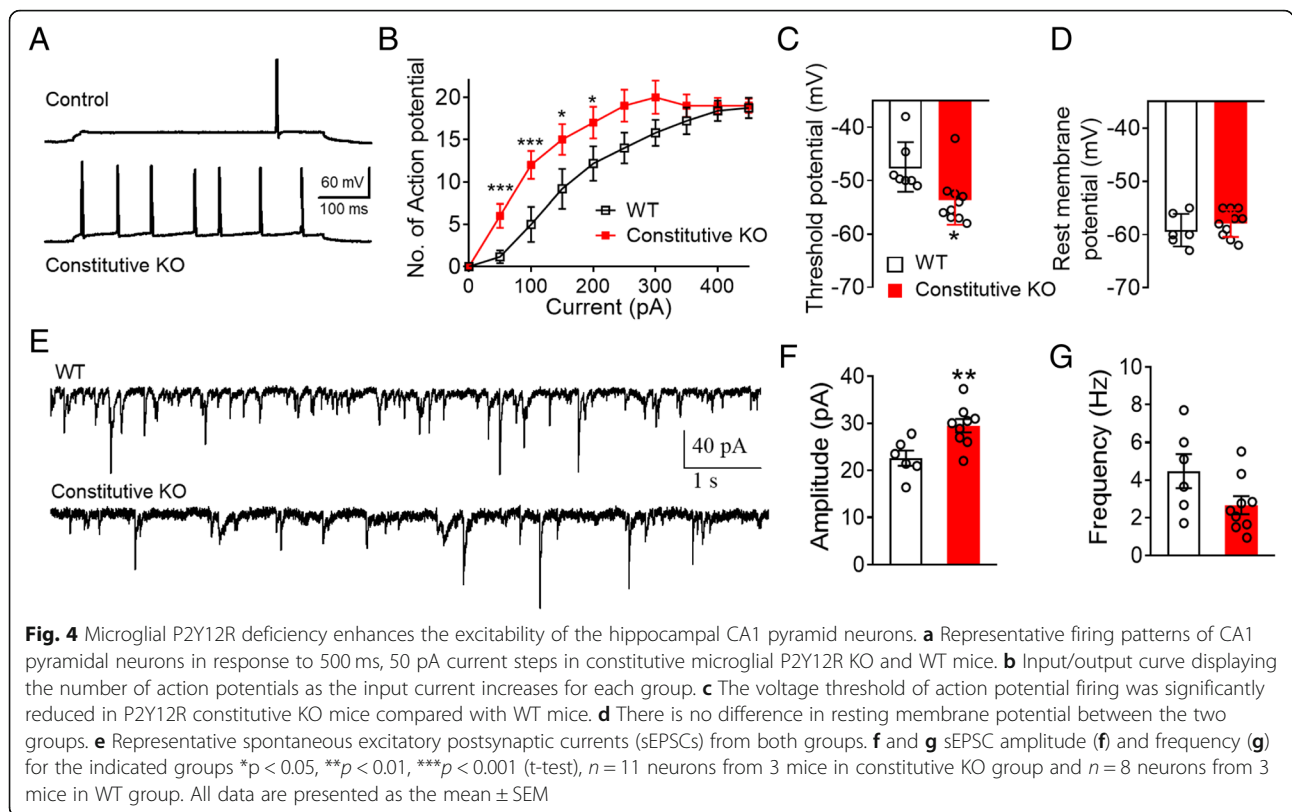 A
Control
60 mV
100 ms
Constitutive KO
B
No. of Action potential
20
15
10
5
0
***
***
*
*
WT
Constitutive KO
0
100
200
300
400
Current (pA)
C
Threshold potential (mV)
-40
-50
-60
-70
*
WT
Constitutive KO
D
Rest membrane
potential (mV)
-40
-50
-60
-70
E
WT
40 pA
1 s
Constitutive KO
F
Amplitude (pA)
40
30
20
10
0
**
G
Frequency (Hz)
10
8
6
4
2
0
Fig. 4 Microglial P2Y12R deficiency enhances the excitability of the hippocampal CA1 pyramid neurons. a Representative firing patterns of CA1
pyramidal neurons in response to 500 ms, 50 pA current steps in constitutive microglial P2Y12R KO and WT mice. b Input/output curve displaying
the number of action potentials as the input current increases for each group. c The voltage threshold of action potential firing was significantly
reduced in P2Y12R constitutive KO mice compared with WT mice. d There is no difference in resting membrane potential between the two
groups. e Representative spontaneous excitatory postsynaptic currents (sEPSCs) from both groups. f and g sEPSC amplitude (f) and frequency (g)
for the indicated groups *p < 0.05, **p < 0.01, ***p < 0.001 (t-test), n = 11 neurons from 3 mice in constitutive KO group and n = 8 neurons from 3
mice in WT group. All data are presented as the mean ± SEM